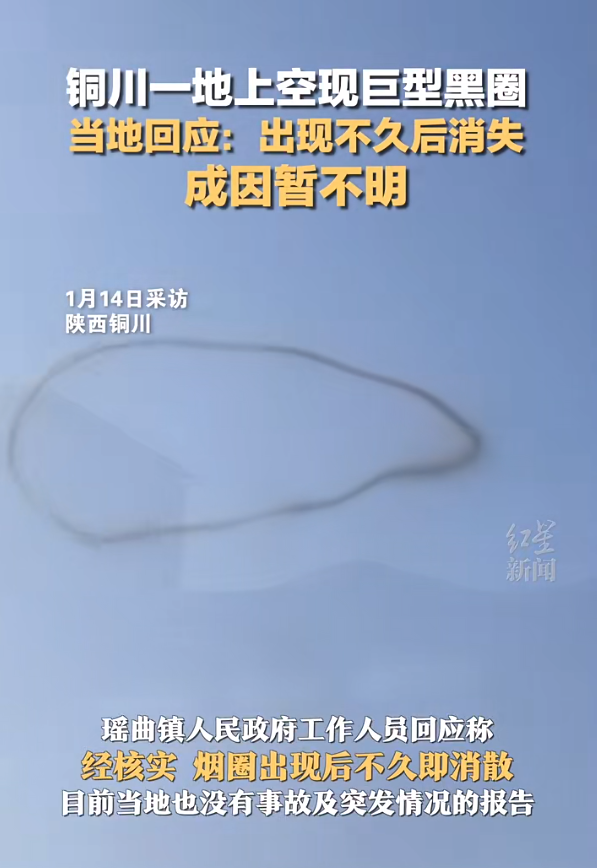 铜川一地上空现巨型黑圈
当地回应：出现不久后消失
成因暂不明
1月14日采访
陕西铜川
红星
新闻
瑶曲镇人民政府工作人员回应称
经核实 烟圈出现后不久即消散
目前当地也没有事故及突发情况的报告